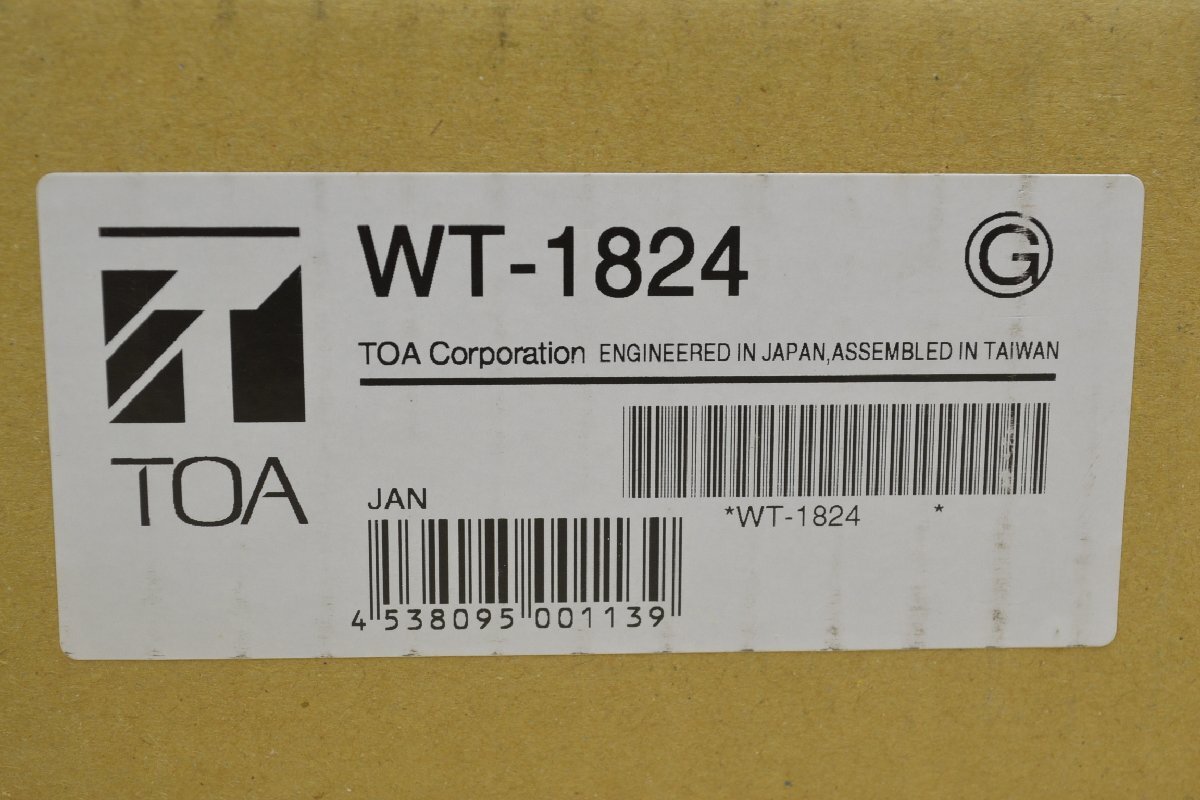 WT-1824
G
TOA Corporation ENGINEERED IN JAPAN,ASSEMBLED IN TAIWAN
TOA
*WT-1824 *
JAN
4 538095 001139